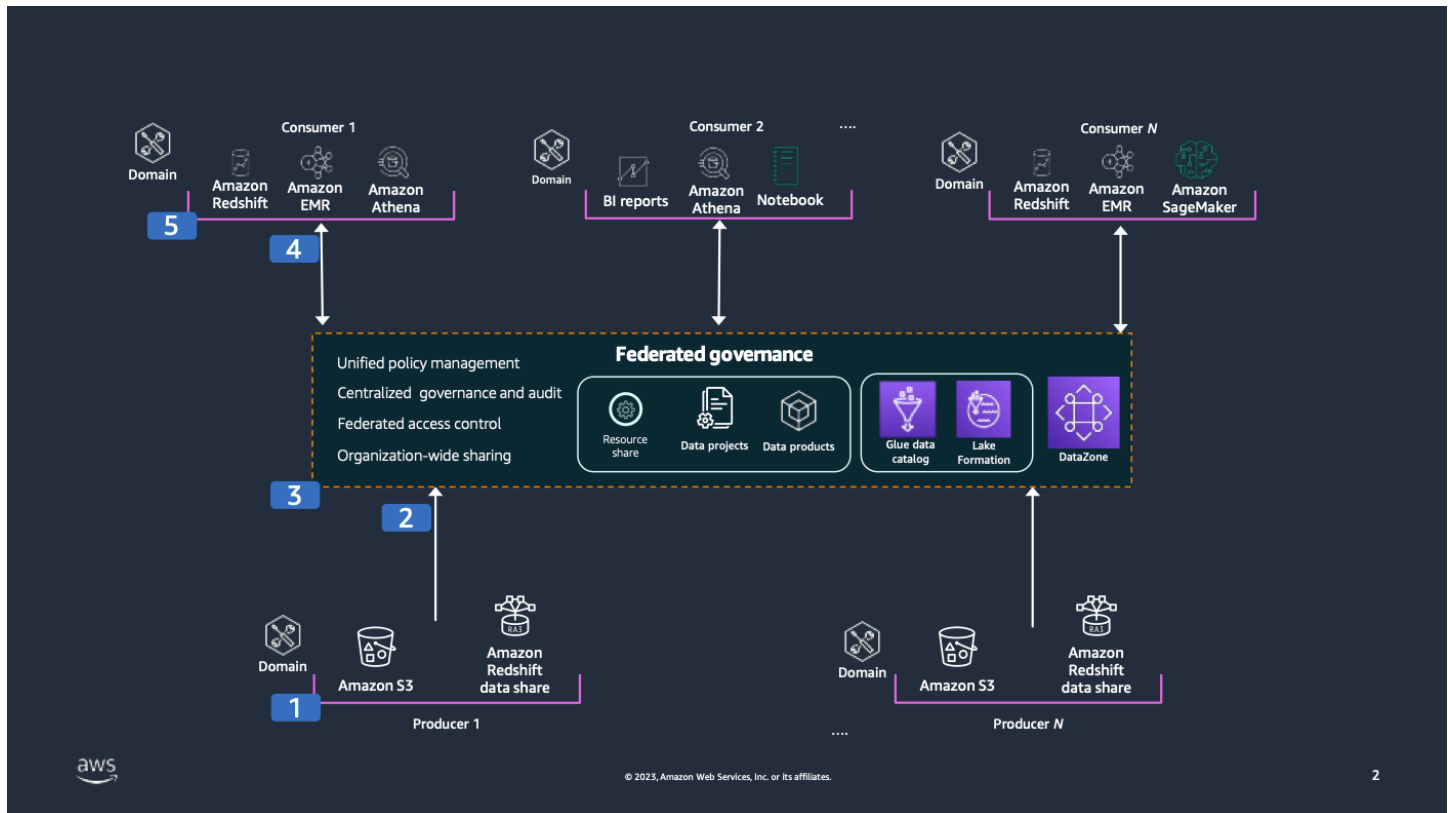 Consumer 1
Domain
Amazon
Redshift
Amazon
EMR
Amazon
Athena
5
4
Consumer 2
....
Domain
BI reports
Amazon
Athena
Notebook
Consumer N
Domain
Amazon
Redshift
Amazon
EMR
Amazon
SageMaker
Federated governance
Unified policy management
Centralized governance and audit
Federated access control
Organization-wide sharing
Resource
share
Data projects
Data products
Glue data
catalog
Lake
Formation
DataZone
3
2
Domain
Amazon S3
RA3
Amazon
Redshift
data share
1
Producer 1
....
Domain
Amazon S3
RA3
Amazon
Redshift
data share
Producer N
aws
© 2023, Amazon Web Services, Inc. or its affiliates.
2